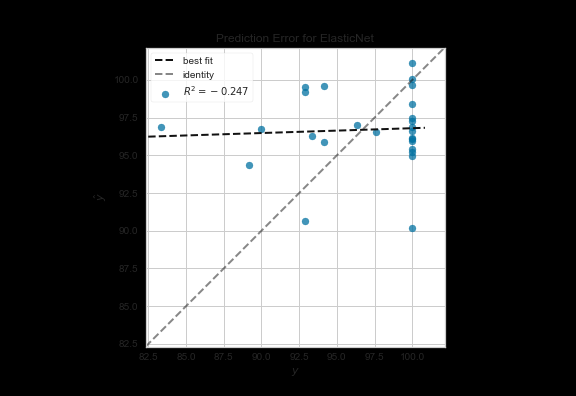 Prediction Error for ElasticNet
best fit
identity
R² = −0.247
100.0
97.5
95.0
92.5
90.0
87.5
85.0
82.5
ŷ
82.5 85.0 87.5 90.0 92.5 95.0 97.5 100.0
y